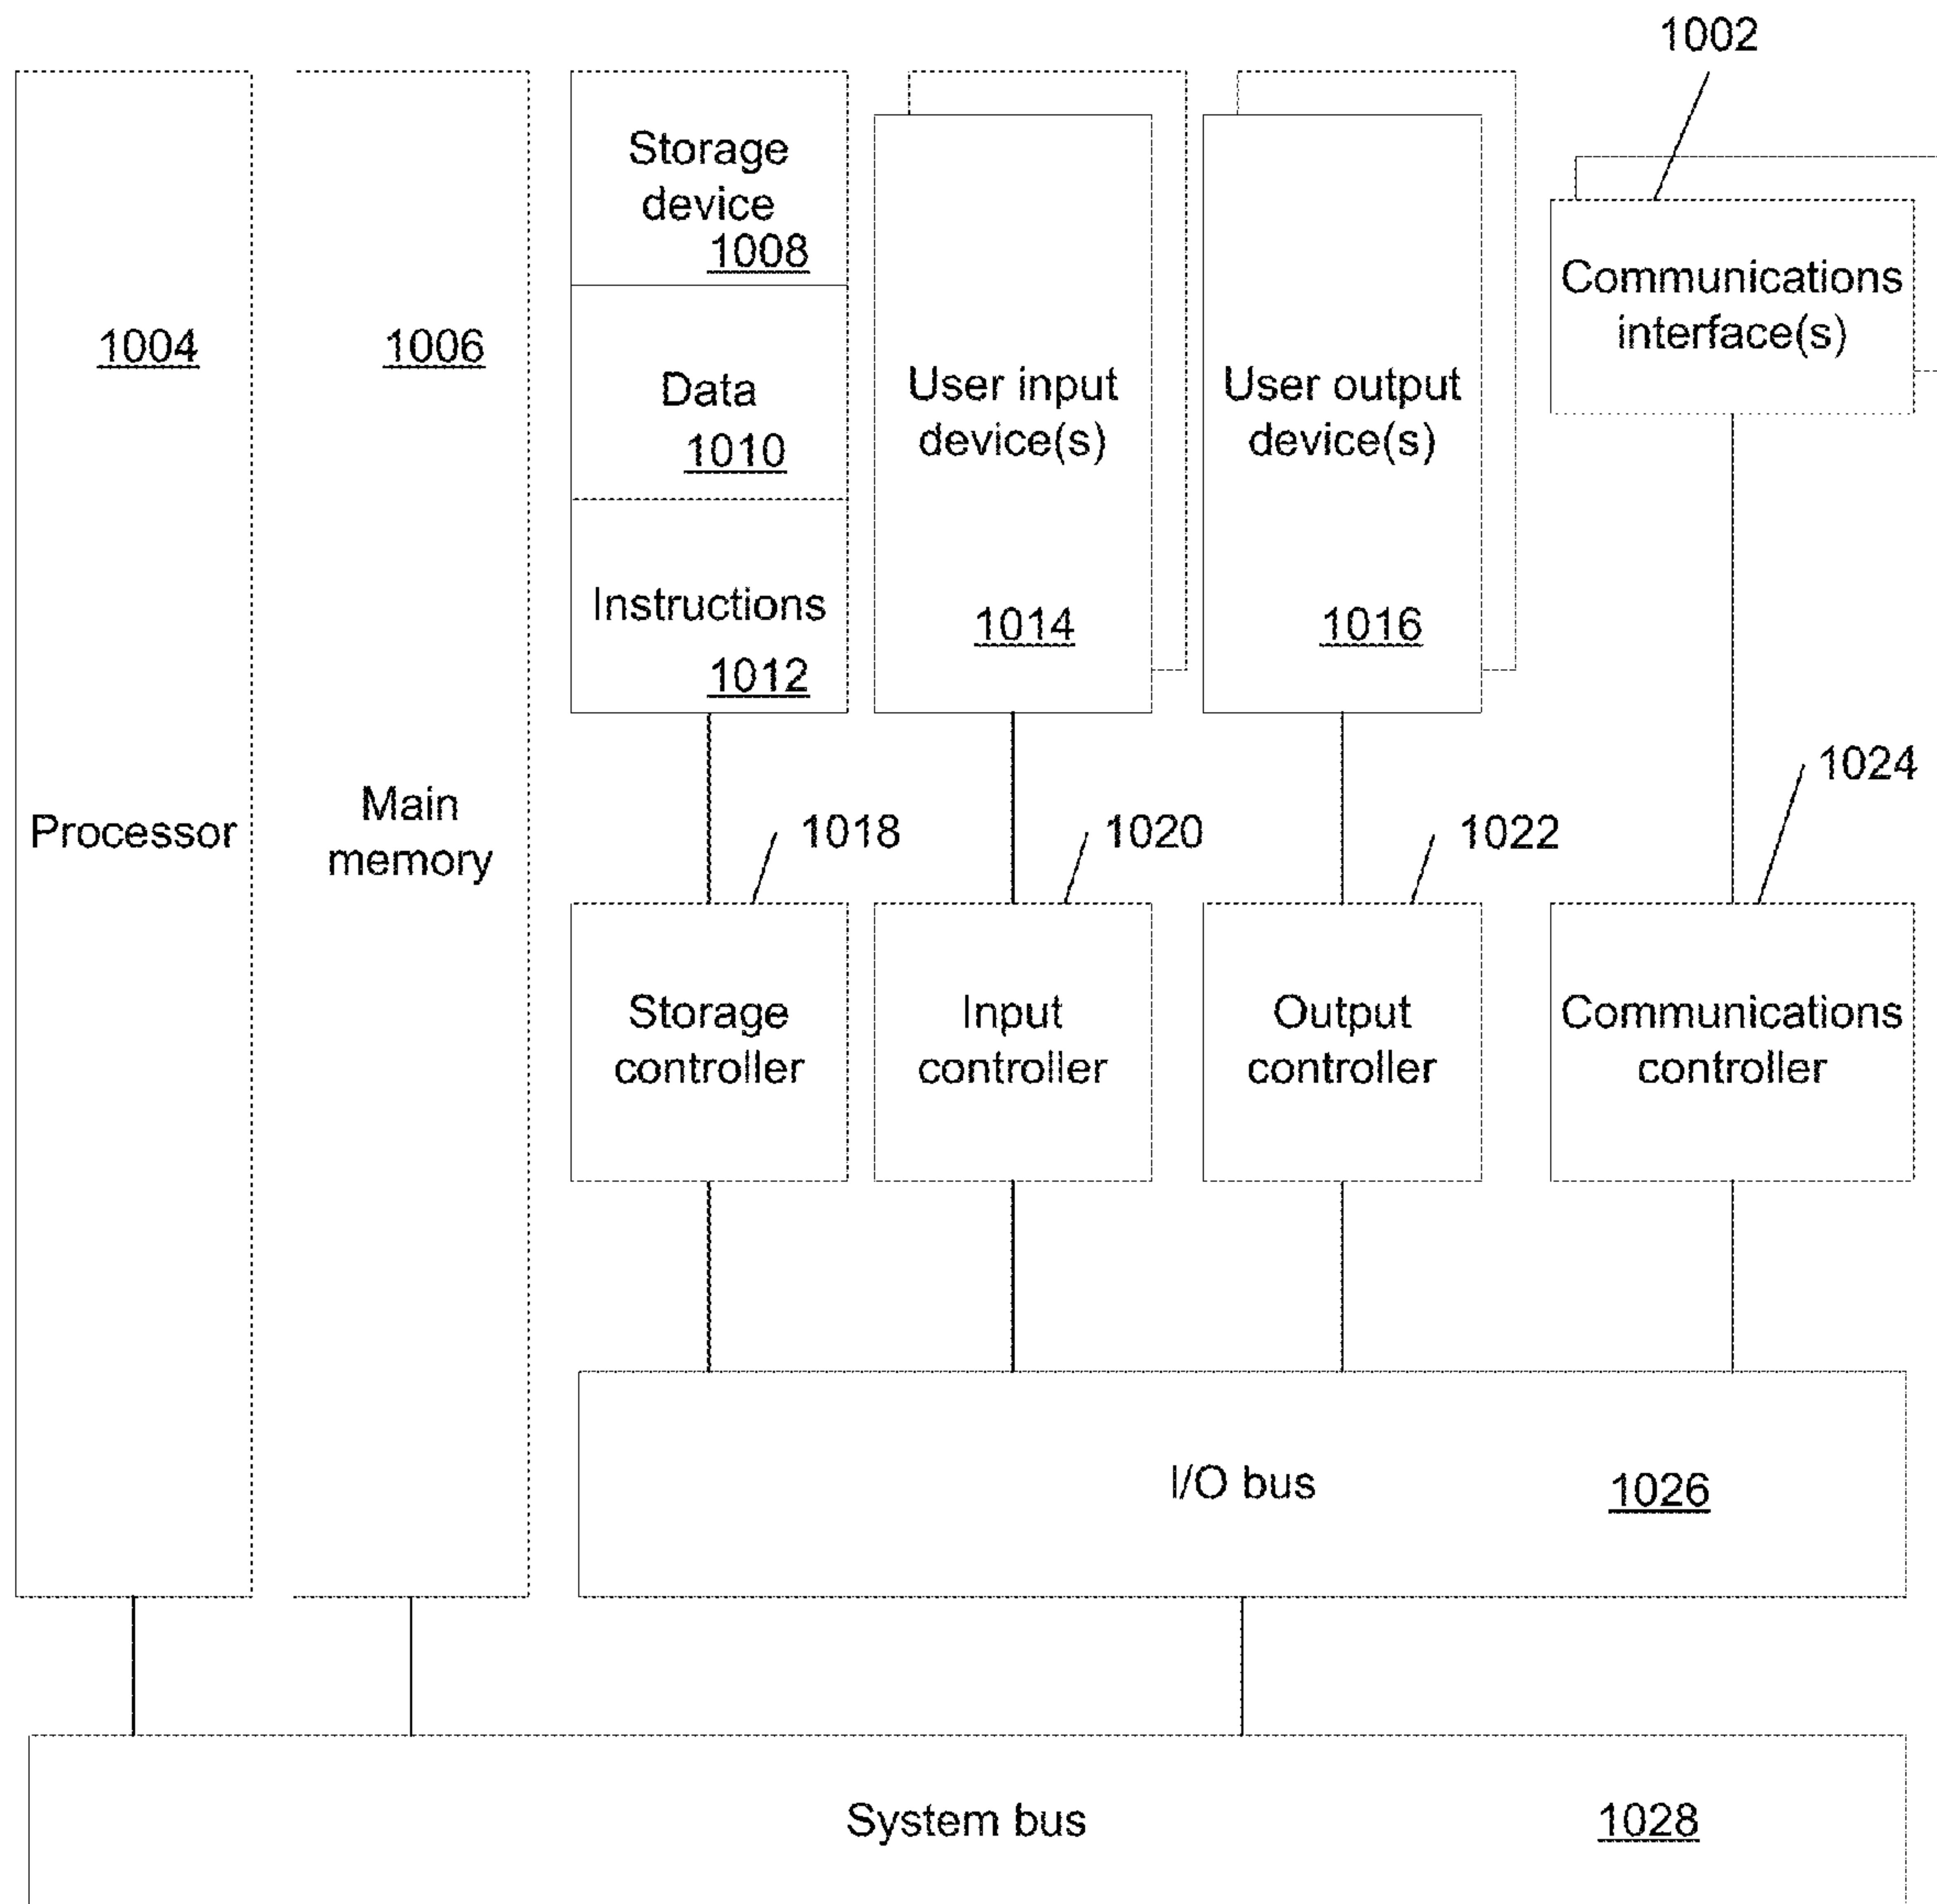 1002
Storage
device
1008
Communications
interface(s)
1004
1006
Data
1010
User input
device(s)
User output
device(s)
Instructions
1012
1014
1016
1024
Processor
Main
memory
1018
1020
1022
Storage
controller
Input
controller
Output
controller
Communications
controller
I/O bus
1026
System bus
1028